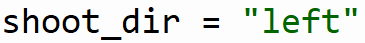 shoot_dir = "left"